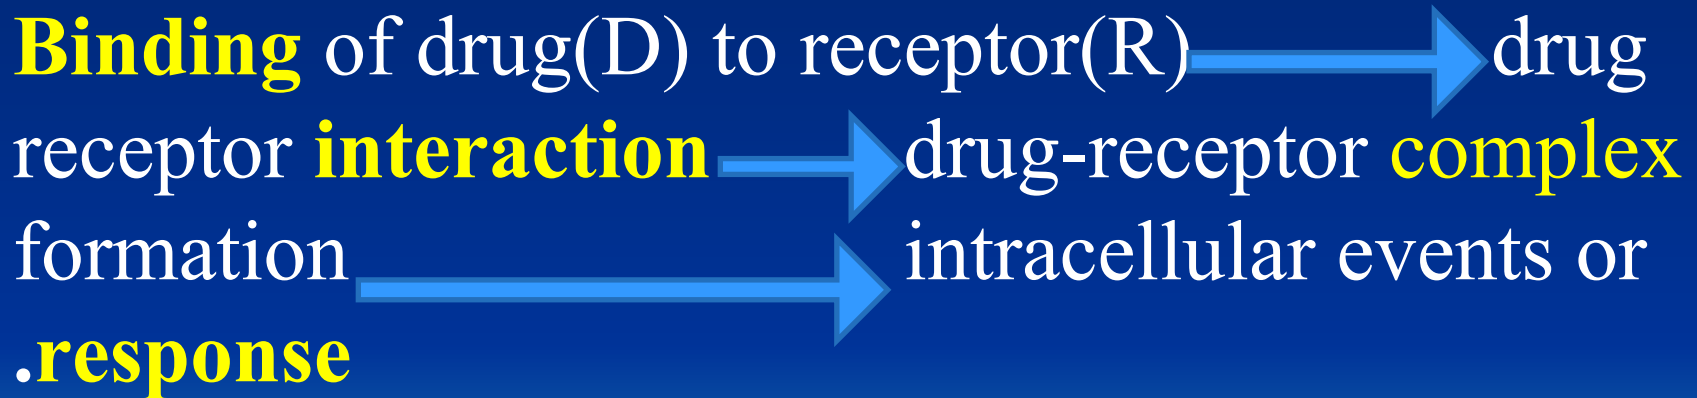 Binding of drug(D) to receptor(R) drug
receptor interaction drug-receptor complex
formation intracellular events or
.response